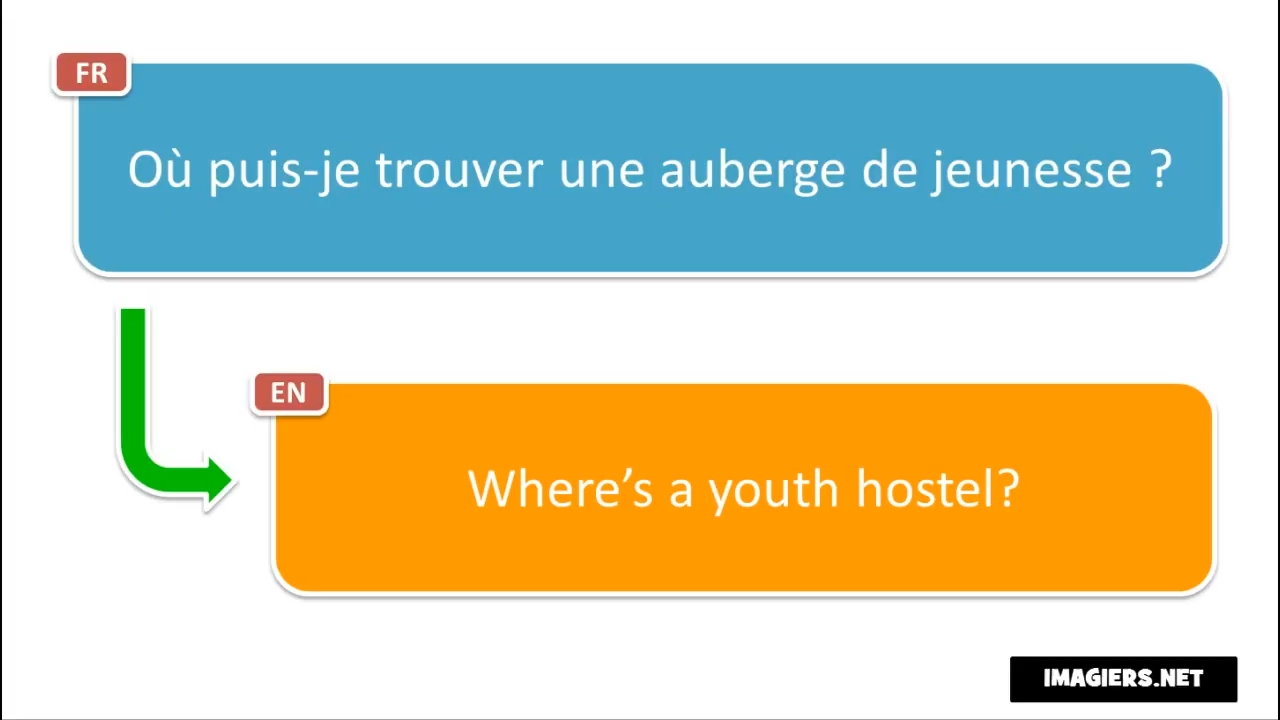 FR
Où puis-je trouver une auberge de jeunesse ?
EN
Where’s a youth hostel?
IMAGIERS.NET